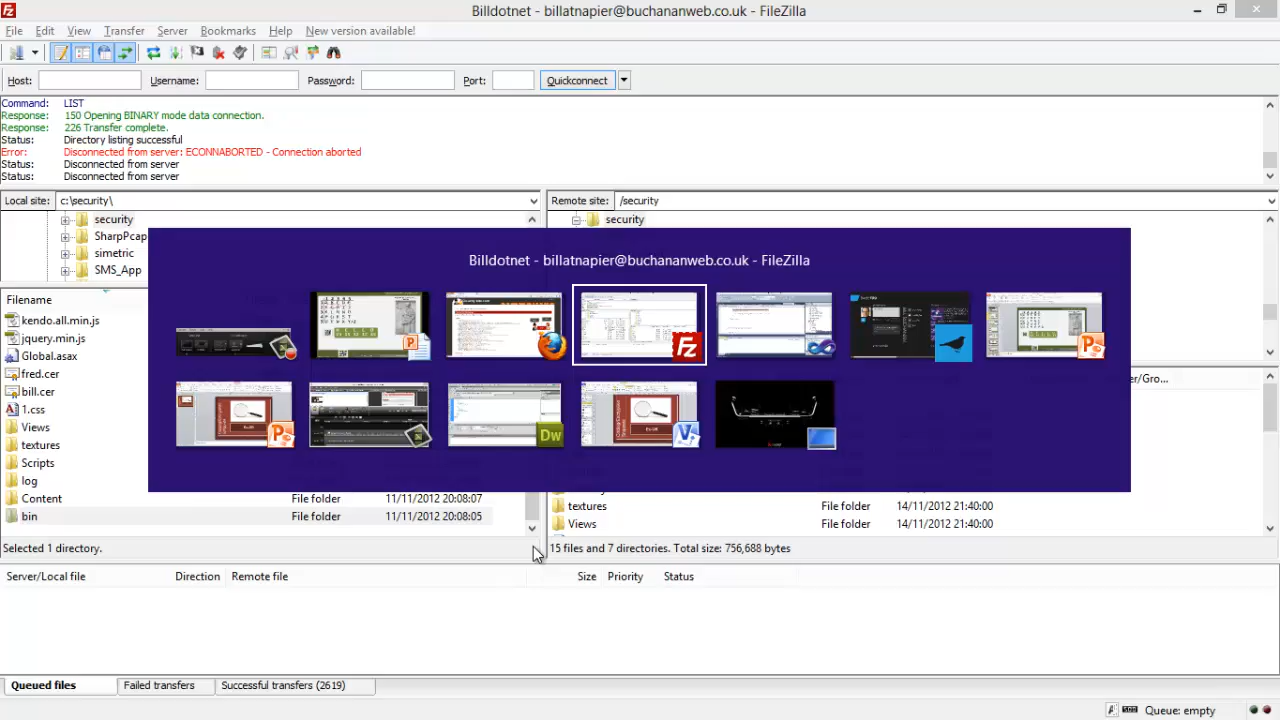 Billdotnet - billatnapier@buchananweb.co.uk - FileZilla
File Edit View Transfer Server Bookmarks Help New version available!
Host: Username: Password: Port: Quickconnect
Command: LIST
Response: 150 Opening BINARY mode data connection.
Response: 226 Transfer complete.
Status: Directory listing successful
Error: Disconnected from server: ECONNABORTED - Connection aborted
Status: Disconnected from server
Status: Disconnected from server
Local site: c:\security\ Remote site: /security
security security
SharpPcap
simetric
SMS_App
Billdotnet - billatnapier@buchananweb.co.uk - FileZilla
Filename
kendo.all.min.js
jquery.min.js
Global.asax
fred.cer er/Gro...
bill.cer
1.css
Views
textures
Scripts
log
Content File folder 11/11/2012 20:08:07 textures File folder 14/11/2012 21:40:00
bin File folder 11/11/2012 20:08:05 Views File folder 14/11/2012 21:40:00
Selected 1 directory. 15 files and 7 directories. Total size: 756,688 bytes
Server/Local file Direction Remote file Size Priority Status
Queued files Failed transfers Successful transfers (2619)
Queue: empty